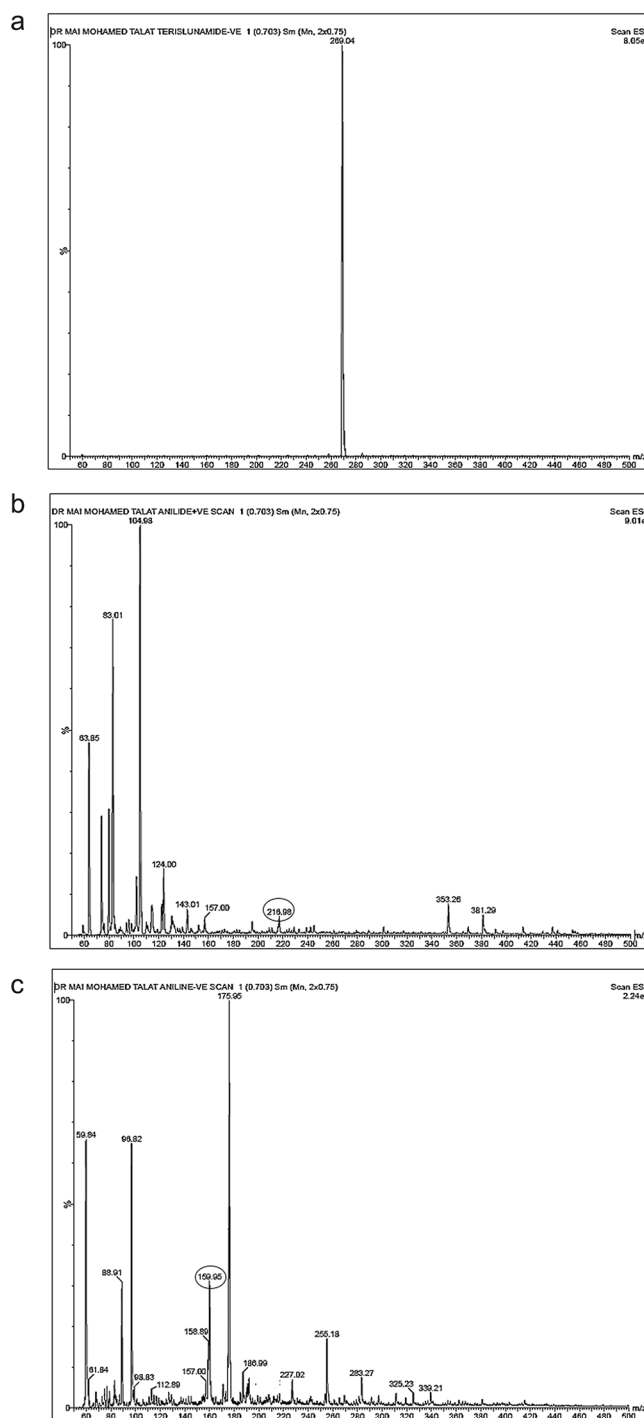 a
DR MAI MOHAMED TALAT TERISLUNAMIDE-VE 1 (0.703) Sm (Mn, 2x0.75) Scan ES
8.05e
269.04
100
%
0
60 80 100 120 140 160 180 200 220 240 260 280 300 320 340 360 380 400 420 440 460 480 500 m/
b
DR MAI MOHAMED TALAT ANILIDE+VE SCAN 1 (0.703) Sm (Mn, 2x0.75) Scan ES
9.01e
104.98
100
83.01
%
63.85
124.00
143.01
157.09
216.98
353.26
381.29
0
60 80 100 120 140 160 180 200 220 240 260 280 300 320 340 360 380 400 420 440 460 480 500
c
DR MAI MOHAMED TALAT ANILINE-VE SCAN 1 (0.703) Sm (Mn, 2x0.75) Scan ES
2.24e
175.95
100
59.84
96.82
%
88.91
159.95
158.89
61.84
98.83
112.89
157.00
186.99
227.02
255.18
283.27
325.23
339.21
0
60 80 100 120 140 160 180 200 220 240 260 280 300 320 340 360 380 400 420 440 460 480 500